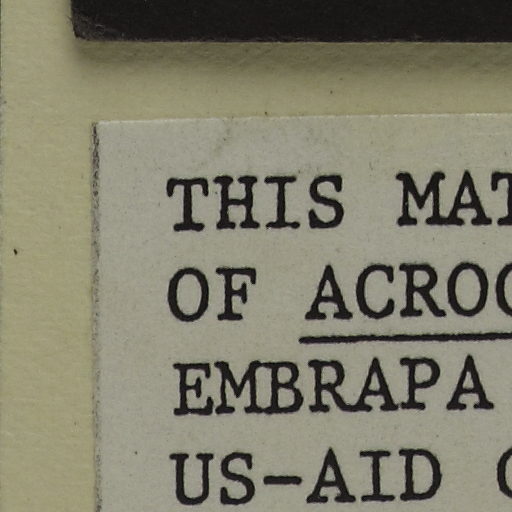 THIS MAT
OF ACROC
EMBRAPA
US-AID